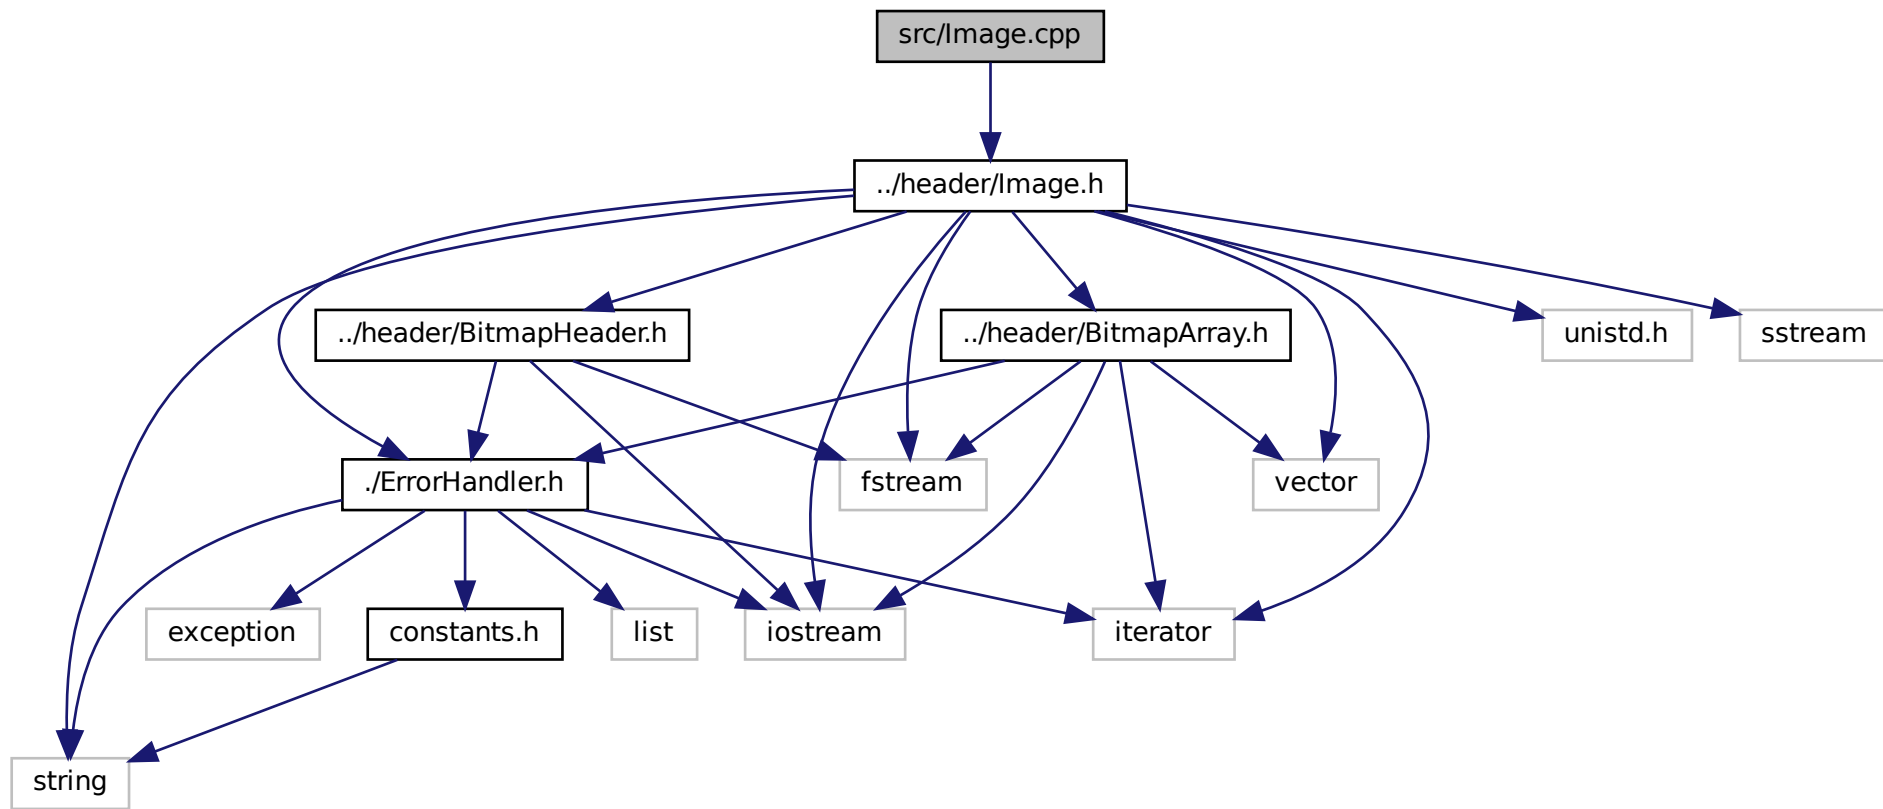 src/Image.cpp
../header/Image.h
../header/BitmapHeader.h
../header/BitmapArray.h
unistd.h
sstream
./ErrorHandler.h
fstream
vector
exception
constants.h
list
iostream
iterator
string